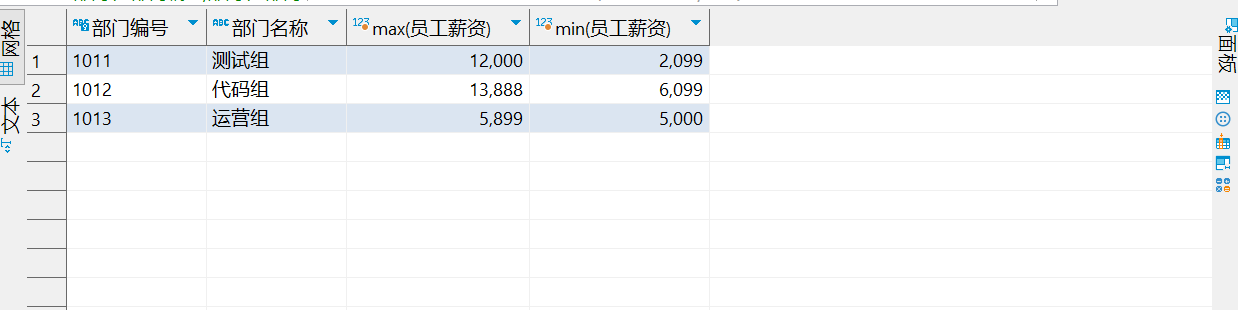 部门编号 部门名称 max(员工薪资) min(员工薪资)
1 1011 测试组 12,000 2,099
2 1012 代码组 13,888 6,099
3 1013 运营组 5,899 5,000
网格
文本
面板